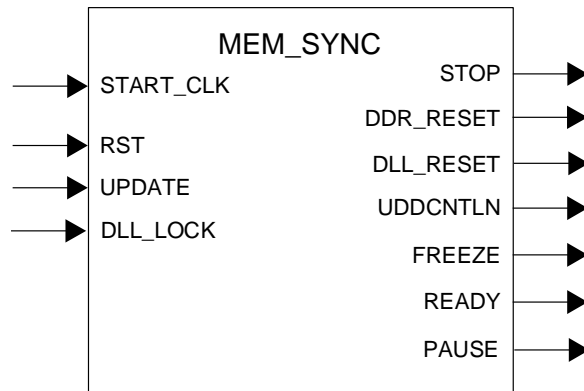 MEM_SYNC
START_CLK
RST
UPDATE
DLL_LOCK
STOP
DDR_RESET
DLL_RESET
UDDCNTLN
FREEZE
READY
PAUSE